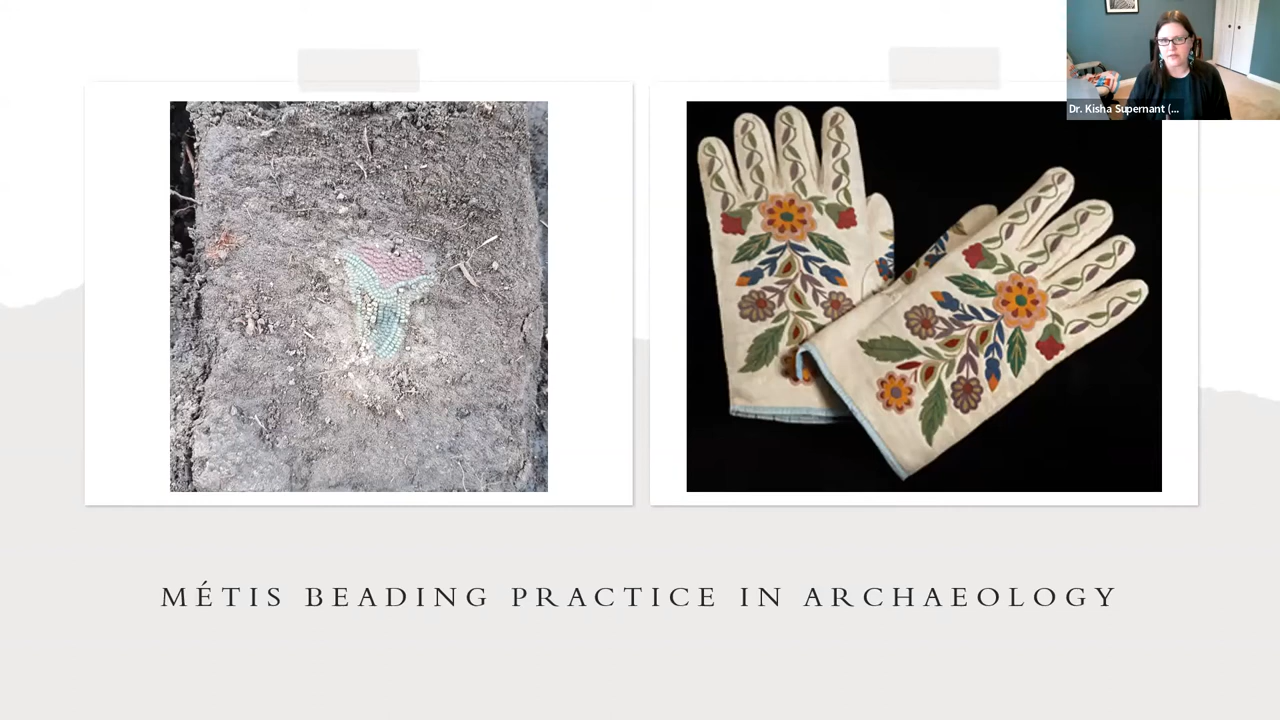 Dr. Kisha Supernant (...
MÉTIS BEADING PRACTICE IN ARCHAEOLOGY